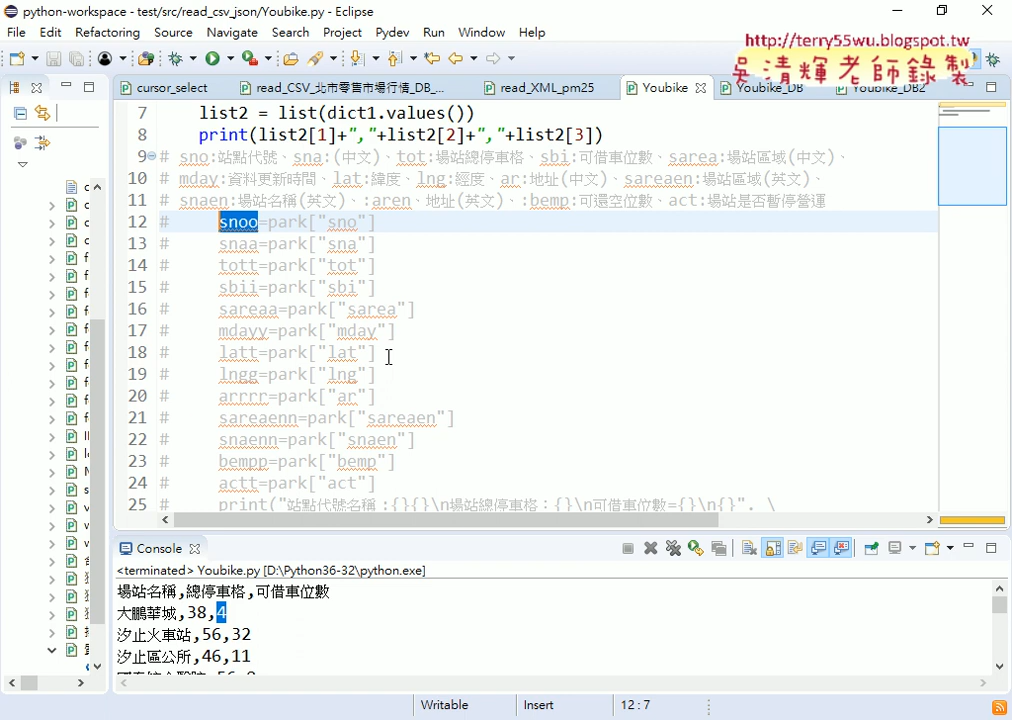 python-workspace - test/src/read_csv_json/Youbike.py - Eclipse
File Edit Refactoring Source Navigate Search Project Pydev Run Window Help
http://terry55wu.blogspot.tw
吳清輝老師錄製
cursor_select read_CSV_北市零售市場行情_DB_... read_XML_pm25 Youbike Youbike_DB Youbike_DB2
7 list2 = list(dict1.values())
8 print(list2[1]+","+list2[2]+","+list2[3])
9 # sno:站點代號、sna:(中文)、tot:場站總停車格、sbi:可借車位數、sarea:場站區域(中文)、
10 # mday:資料更新時間、lat:緯度、lng:經度、ar:地址(中文)、sareaen:場站區域(英文)、
11 # snaen:場站名稱(英文)、:aren、地址(英文)、:bemp:可還空位數、act:場站是否暫停營運
12 # snoo=park["sno"]
13 # snaa=park["sna"]
14 # tott=park["tot"]
15 # sbii=park["sbi"]
16 # sareaa=park["sarea"]
17 # mdayy=park["mday"]
18 # latt=park["lat"]
19 # lngg=park["lng"]
20 # arrrr=park["ar"]
21 # sareaenn=park["sareaen"]
22 # snaenn=park["snaen"]
23 # bempp=park["bemp"]
24 # actt=park["act"]
25 # print("站點代號名稱:{}{}\n場站總停車格：{}\n可借車位數={}\n{}". \
Console
<terminated> Youbike.py [D:\Python36-32\python.exe]
場站名稱,總停車格,可借車位數
大鵬華城,38,4
汐止火車站,56,32
汐止區公所,46,11
Writable Insert 12 : 7